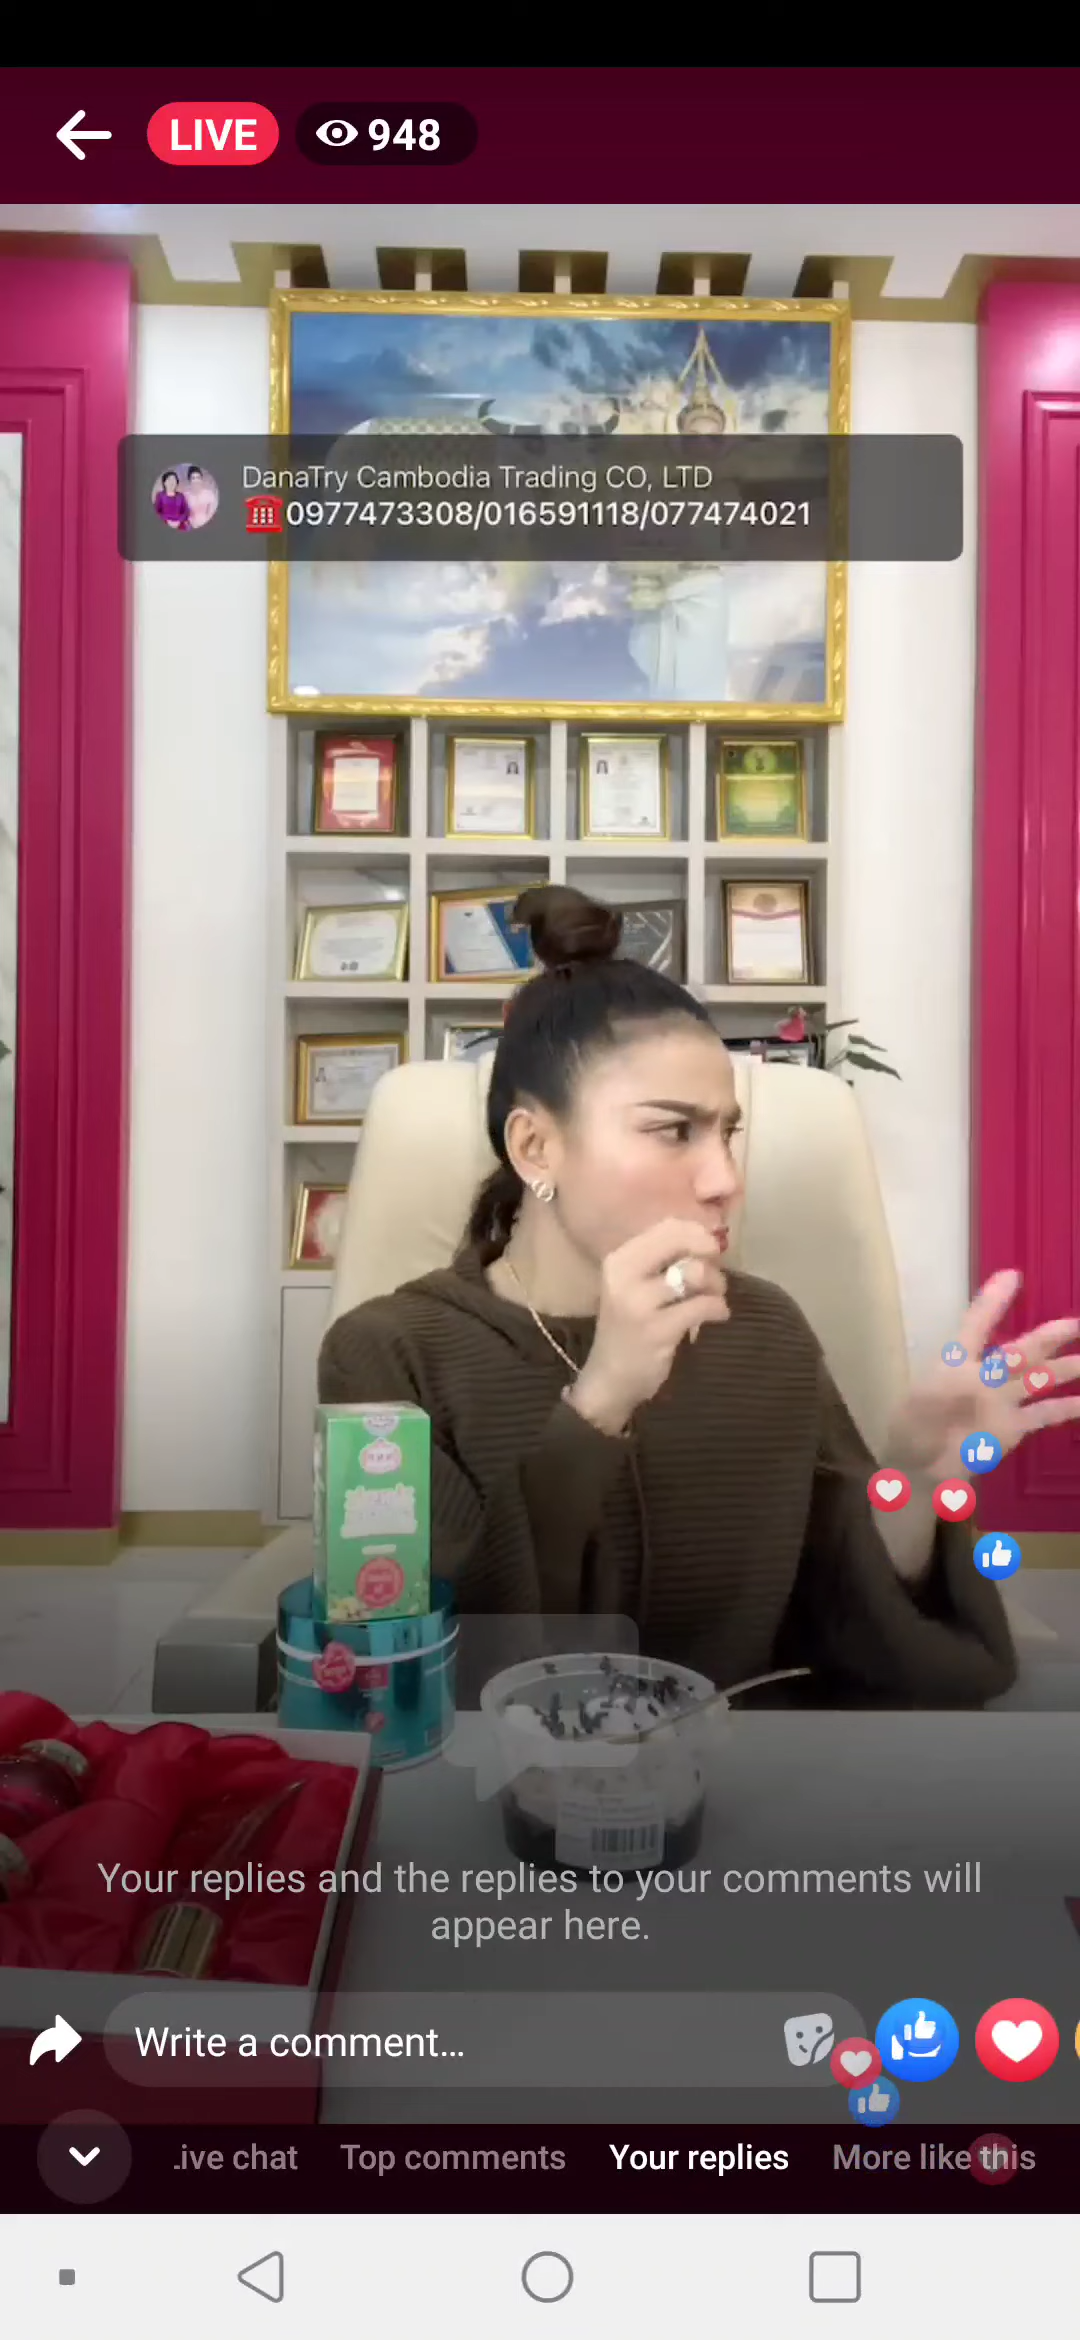 LIVE
948
DanaTry Cambodia Trading CO, LTD
☎️0977473308/016591118/077474021
Your replies and the replies to your comments will
appear here.
Write a comment...
.ive chat
Top comments
Your replies
More like this